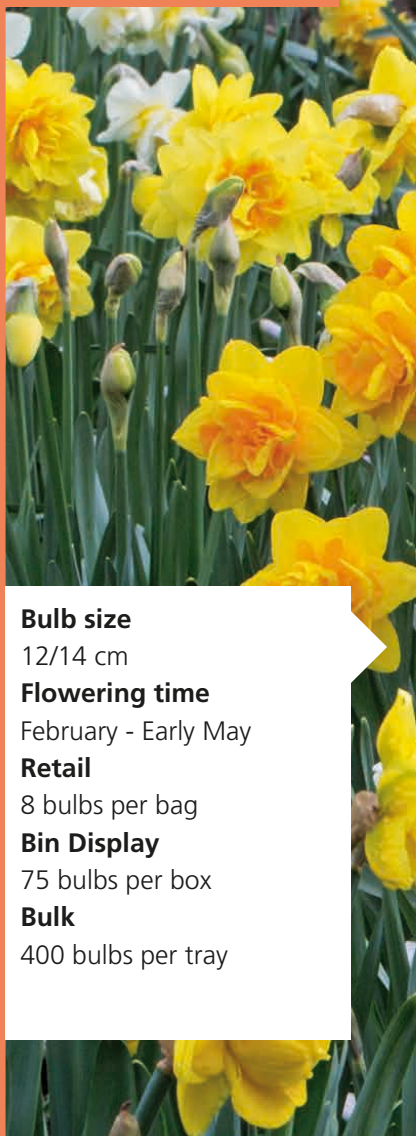 Bulb size
12/14 cm
Flowering time
February - Early May
Retail
8 bulbs per bag
Bin Display
75 bulbs per box
Bulk
400 bulbs per tray